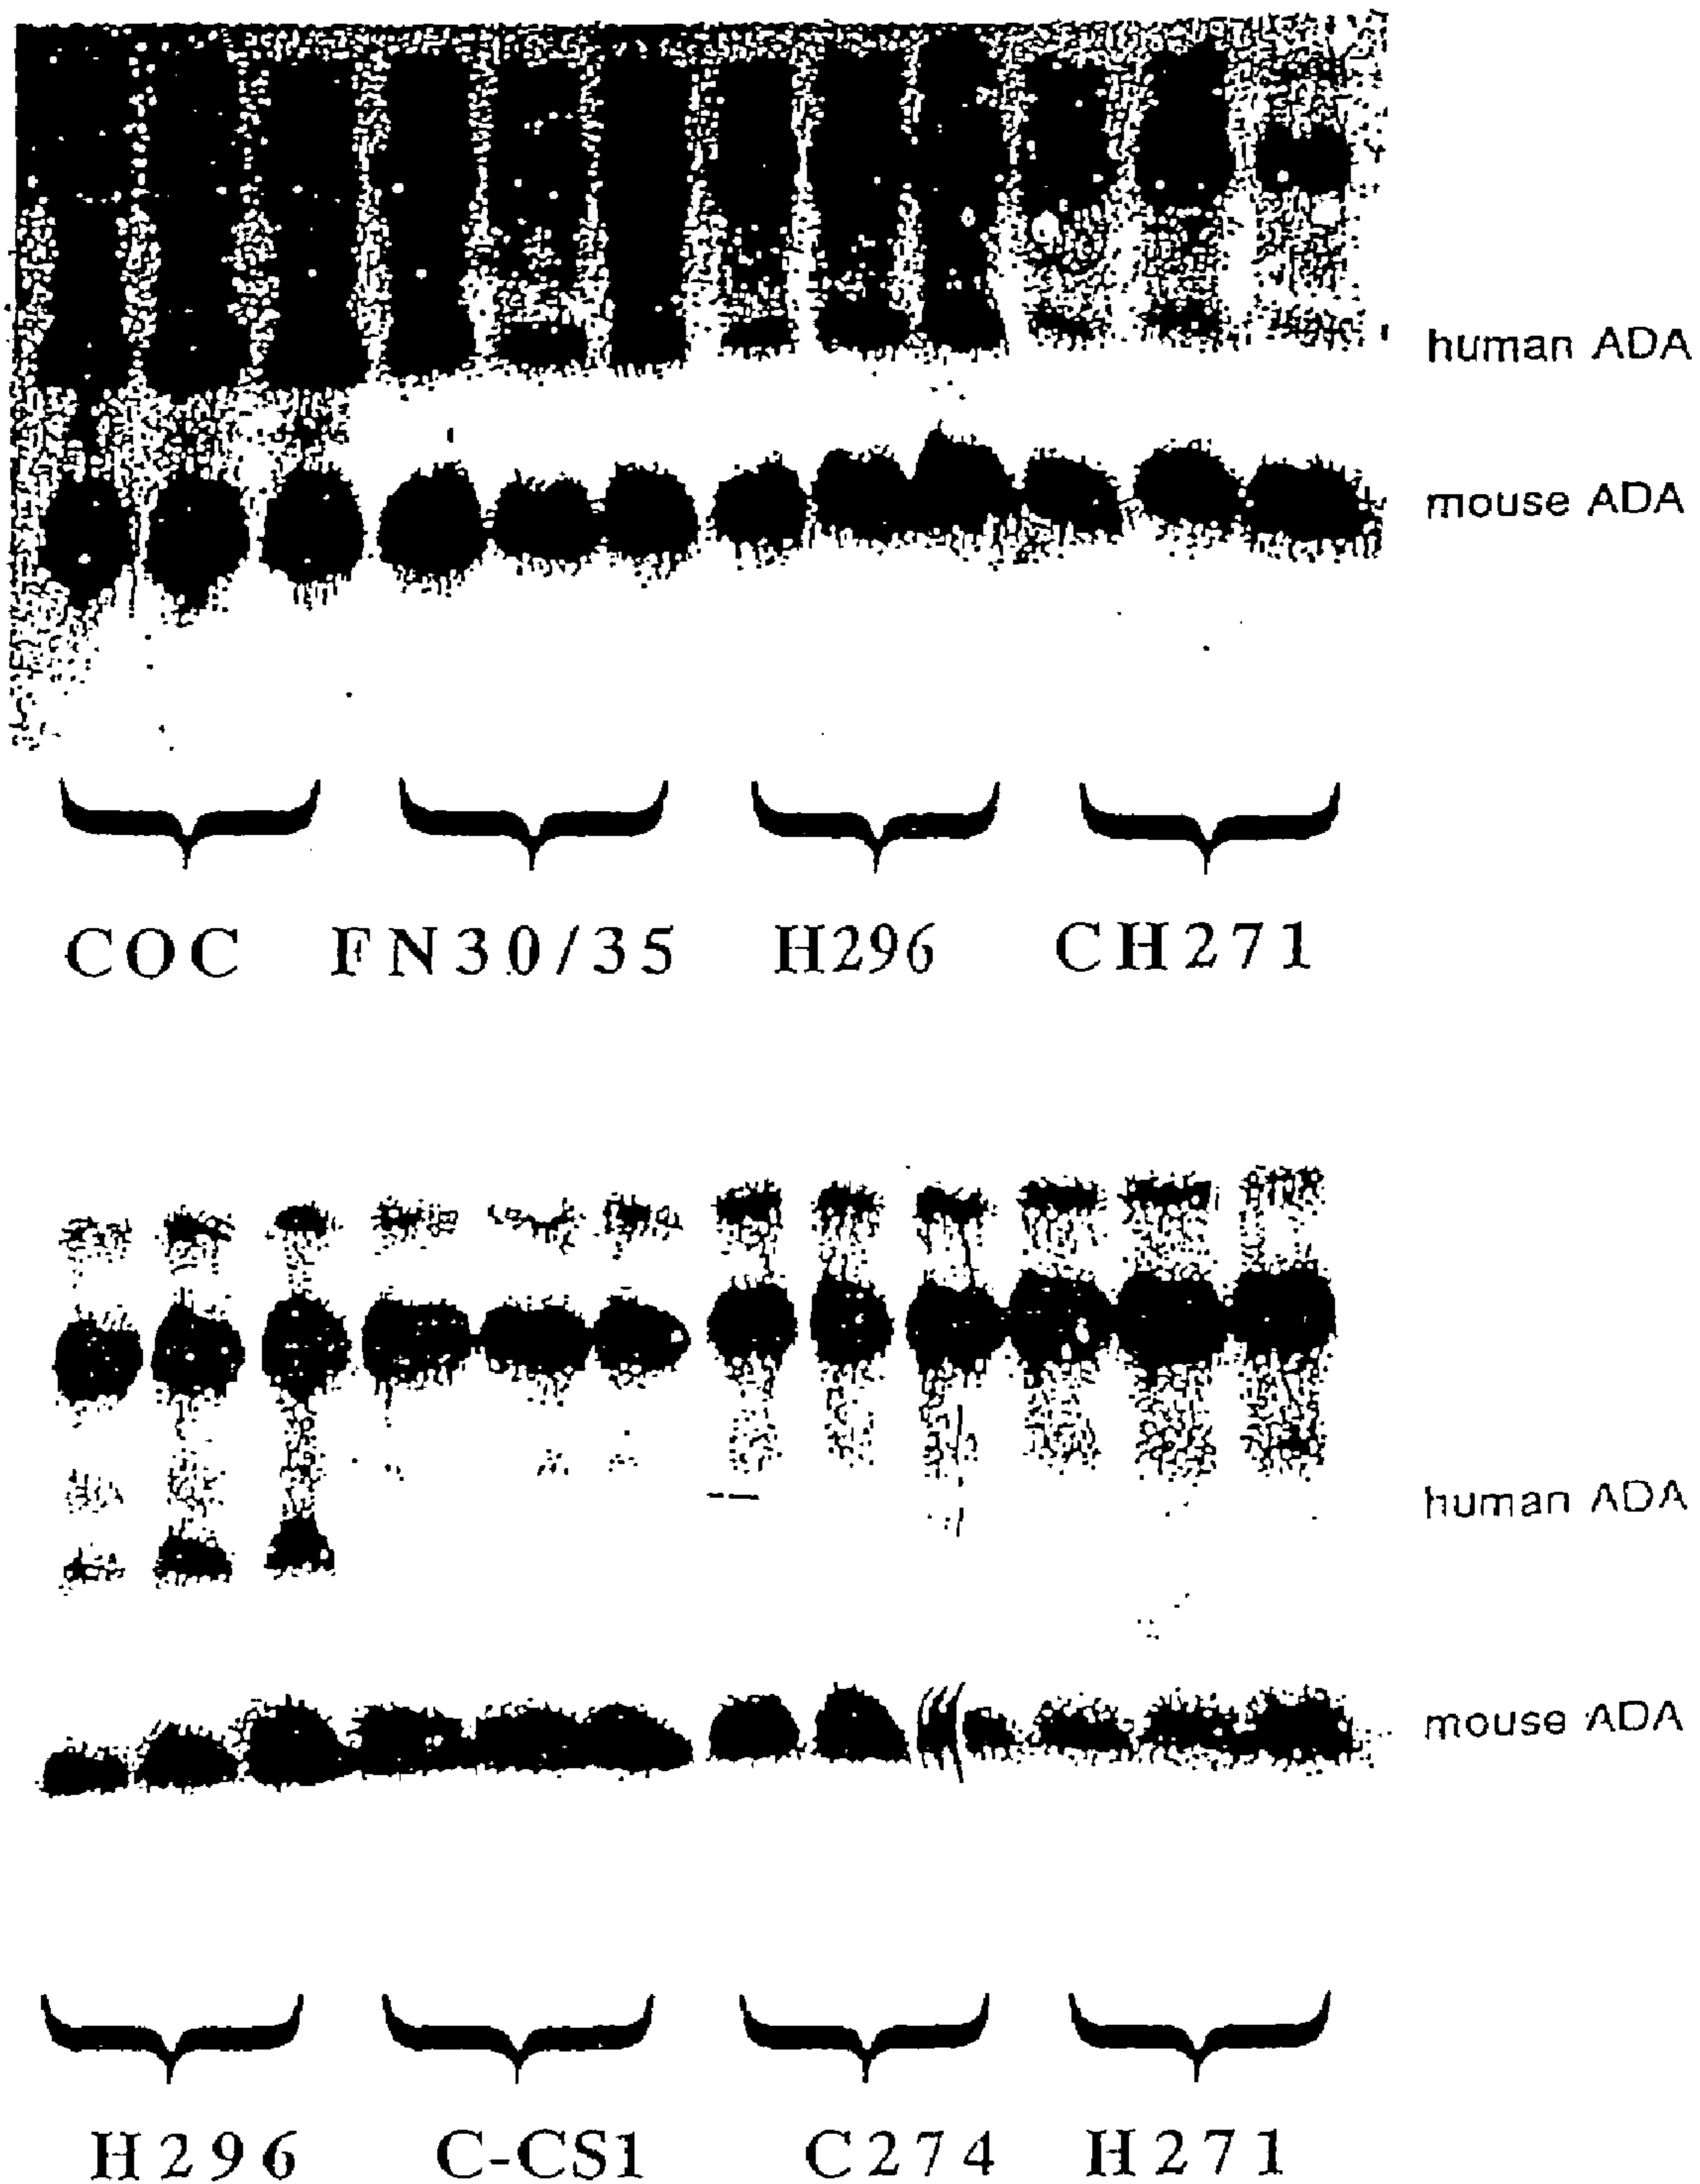 human ADA
mouse ADA
COC FN30/35 H296 CH271
human ADA
mouse ADA
H296 C-CS1 C274 H271